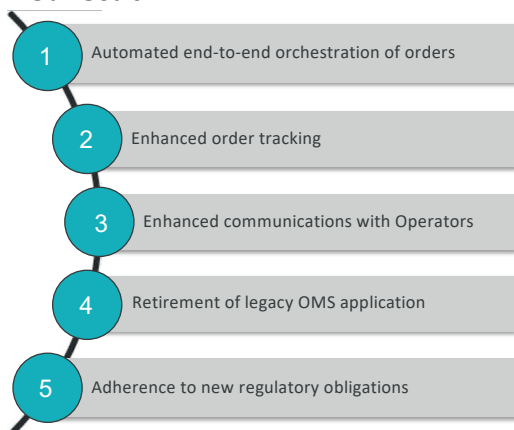 1 Automated end-to-end orchestration of orders
2 Enhanced order tracking
3 Enhanced communications with Operators
4 Retirement of legacy OMS application
5 Adherence to new regulatory obligations